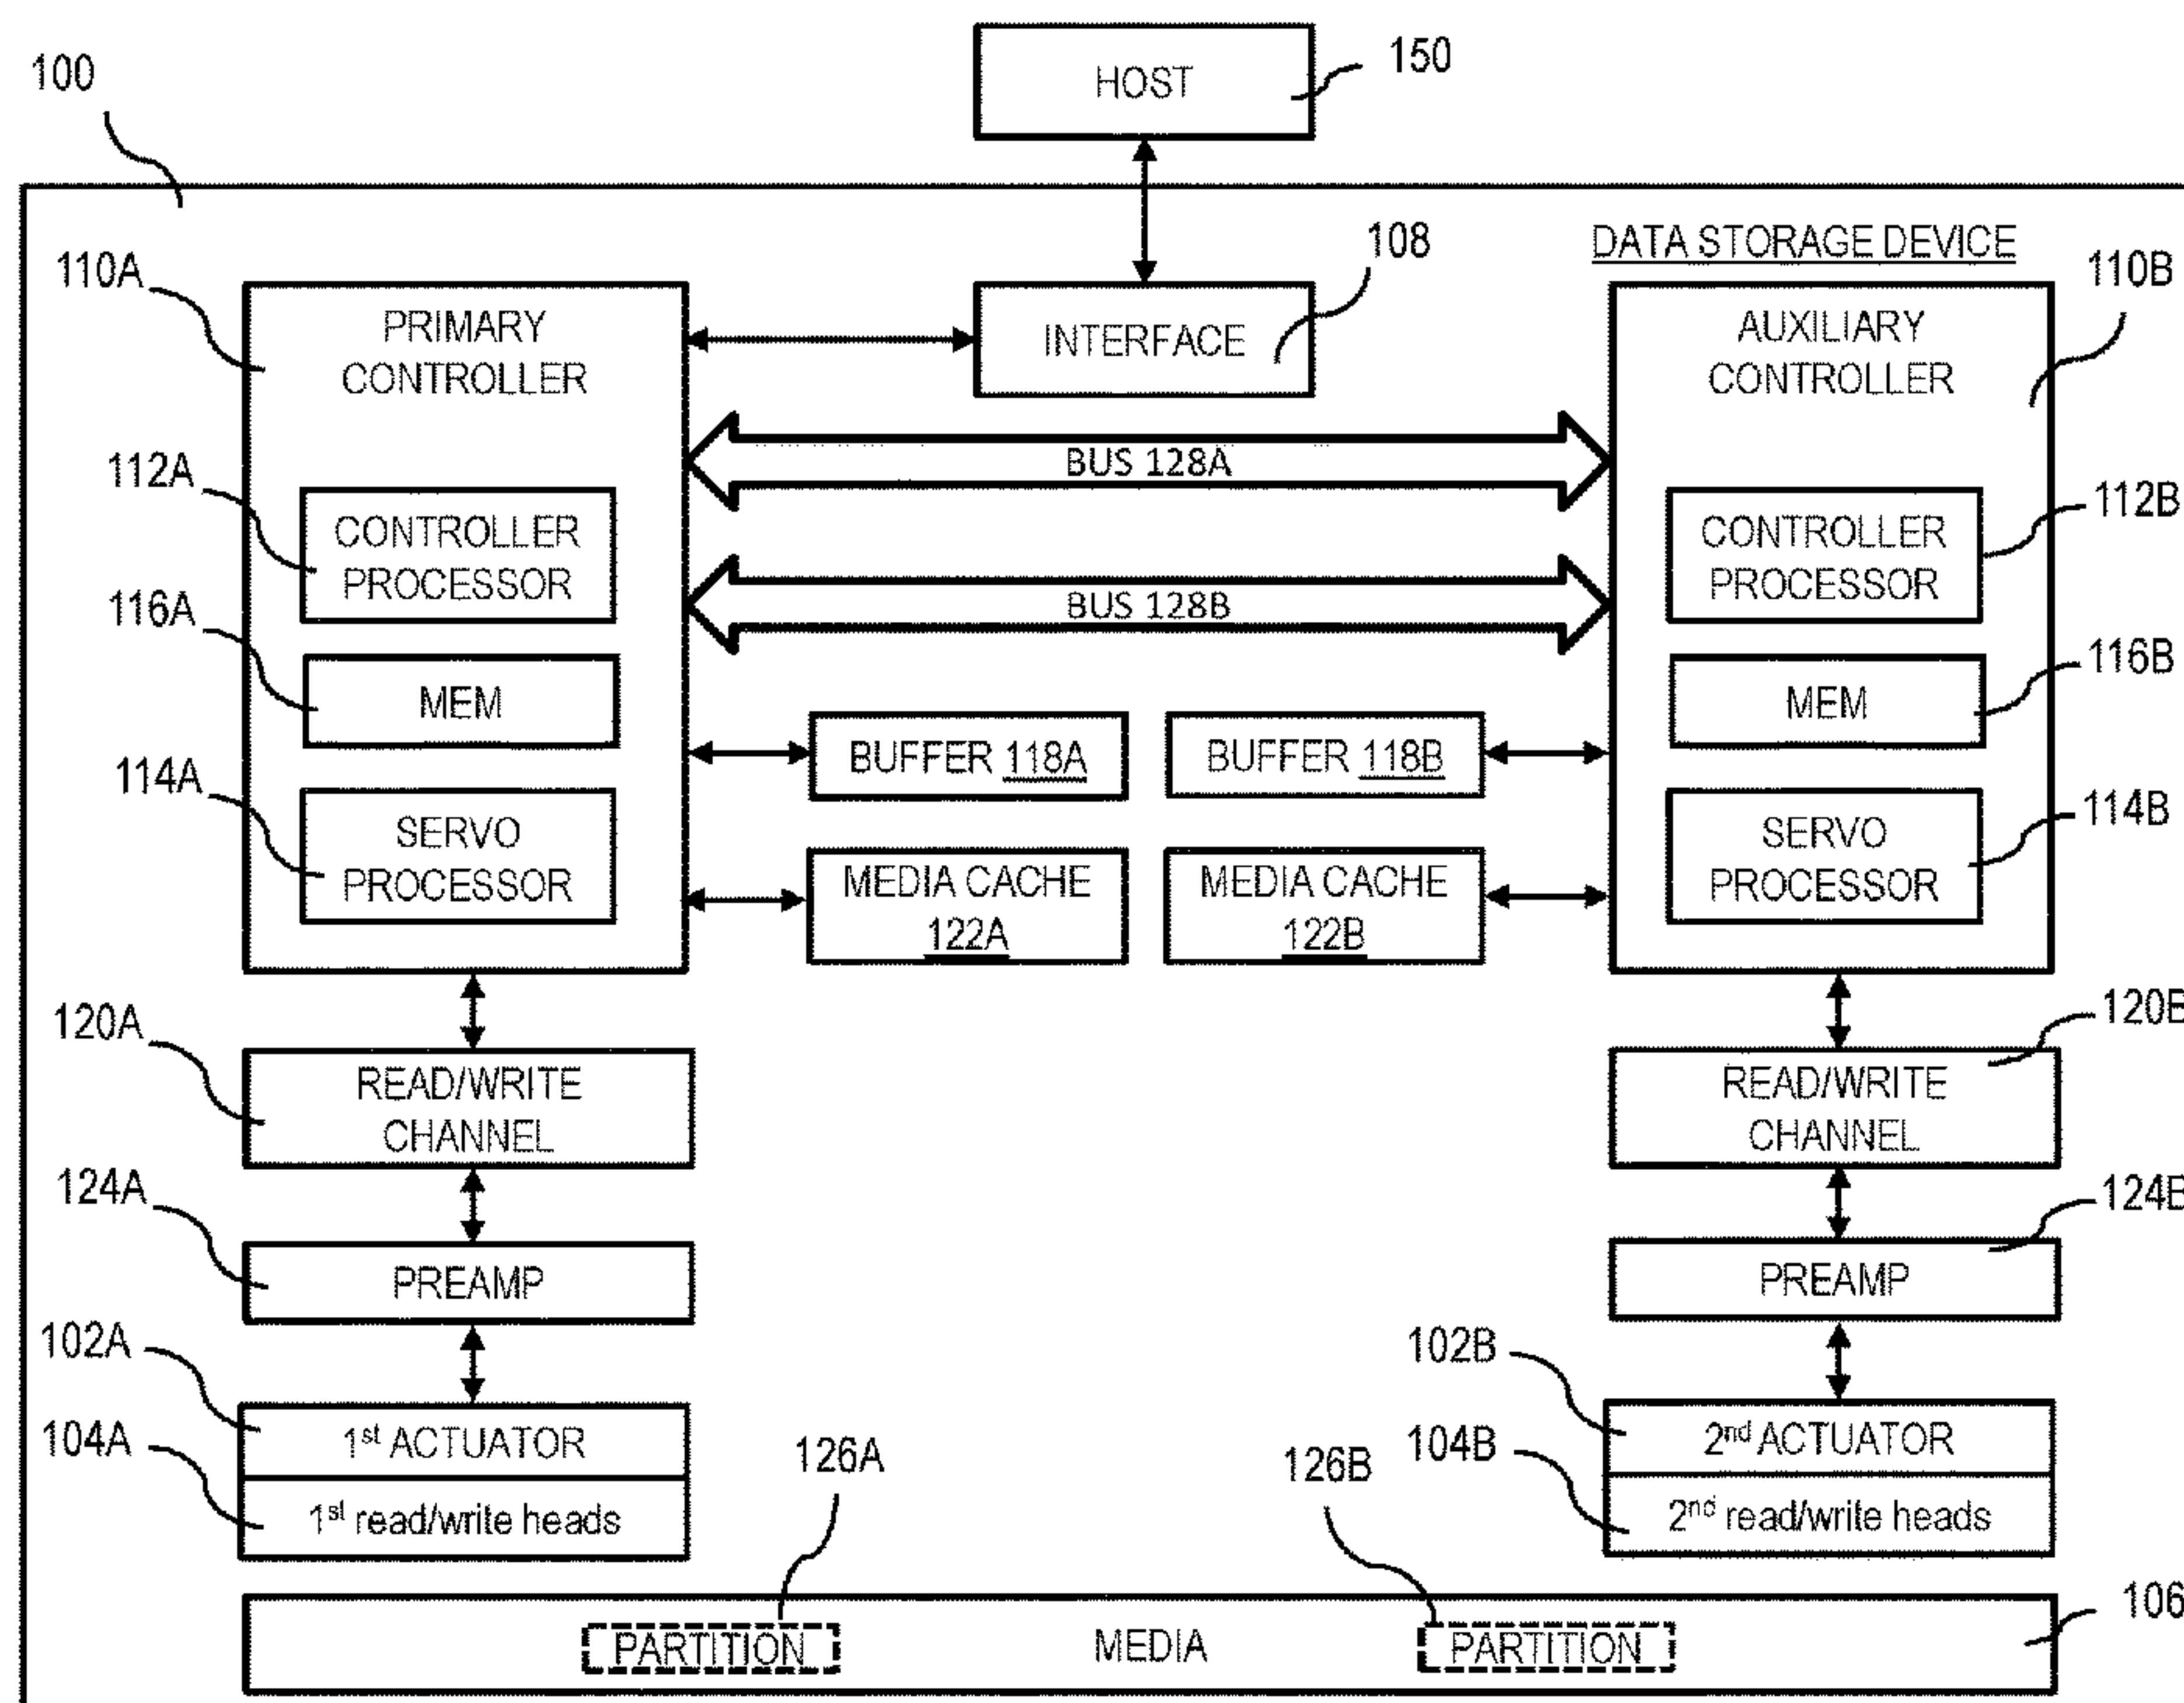 HOST
150
100
DATA STORAGE DEVICE
108
110A
110B
PRIMARY
CONTROLLER
INTERFACE
AUXILIARY
CONTROLLER
BUS 128A
112A
CONTROLLER
PROCESSOR
CONTROLLER
PROCESSOR
112B
BUS 128B
116A
MEM
MEM
116B
BUFFER 118A
BUFFER 118B
114A
SERVO
PROCESSOR
SERVO
PROCESSOR
114B
MEDIA CACHE
122A
MEDIA CACHE
122B
120A
READ/WRITE
CHANNEL
READ/WRITE
CHANNEL
120B
124A
PREAMP
PREAMP
124B
102A
1st ACTUATOR
102B
2nd ACTUATOR
104A
1st read/write heads
104B
2nd read/write heads
126A
126B
PARTITION
MEDIA
PARTITION
106